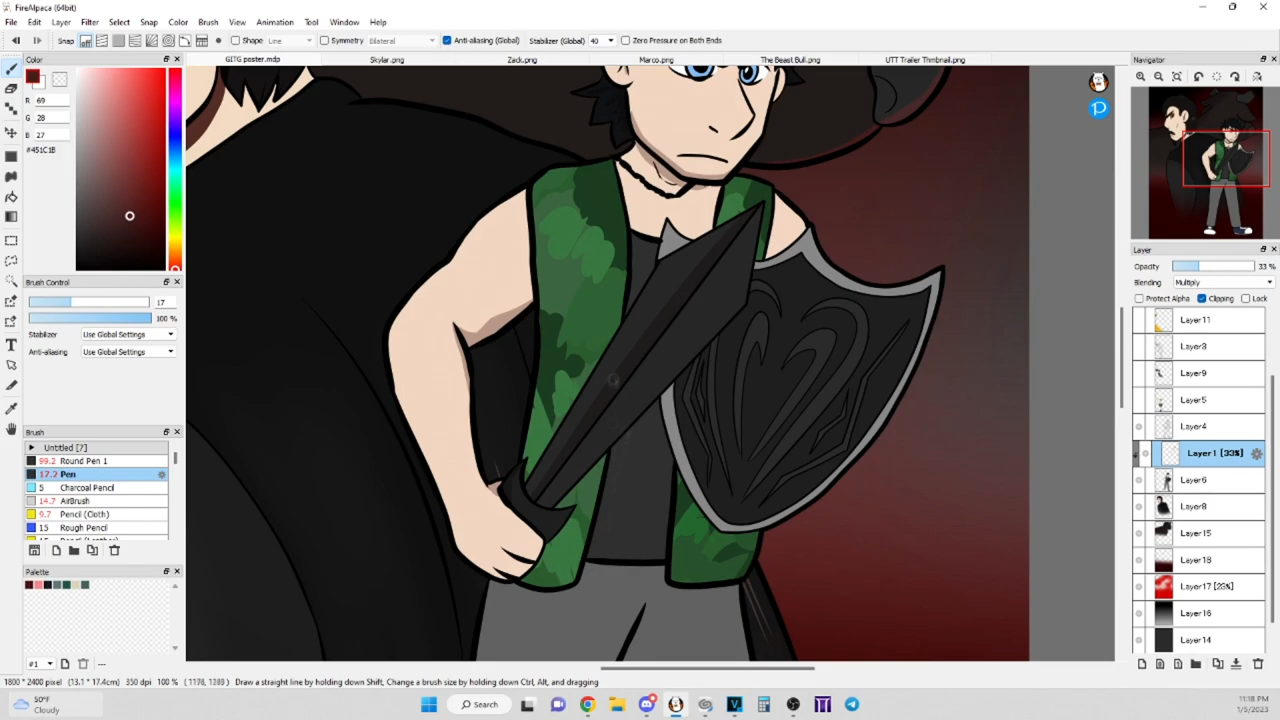 FireAlpaca (64bit)
File Edit Layer Filter Select Snap Color Brush View Animation Tool Window Help
Snap off Shape Line Symmetry Bilateral Anti-aliasing (Global) Stabilizer (Global) 40 Zero Pressure on Both Ends
Color
GITG poster.mdp Skylar.png Zack.png Marco.png The Beast Bull.png UTT Trailer Thmbnail.png
Navigator
R 69
G 28
B 27
#451C1B
Brush Control
17
100 %
Stabilizer Use Global Settings
Anti-aliasing Use Global Settings
Brush
Untitled [7]
99.2 Round Pen 1
17.2 Pen
5 Charcoal Pencil
14.7 AirBrush
9.7 Pencil (Cloth)
15 Rough Pencil
Palette
#1
Layer
Opacity 33 %
Blending Multiply
Protect Alpha Clipping Lock
Layer11
Layer3
Layer9
Layer5
Layer4
Layer1 [33%]
Layer6
Layer8
Layer15
Layer18
Layer16
Layer14
1800 * 2400 pixel (13.1 * 17.4cm) 350 dpi 100 % Draw a straight line by holding down Shift, Change a brush size by holding down Ctrl, Alt, and dragging
50°F
Cloudy
Search
11:18 PM
1/5/2023